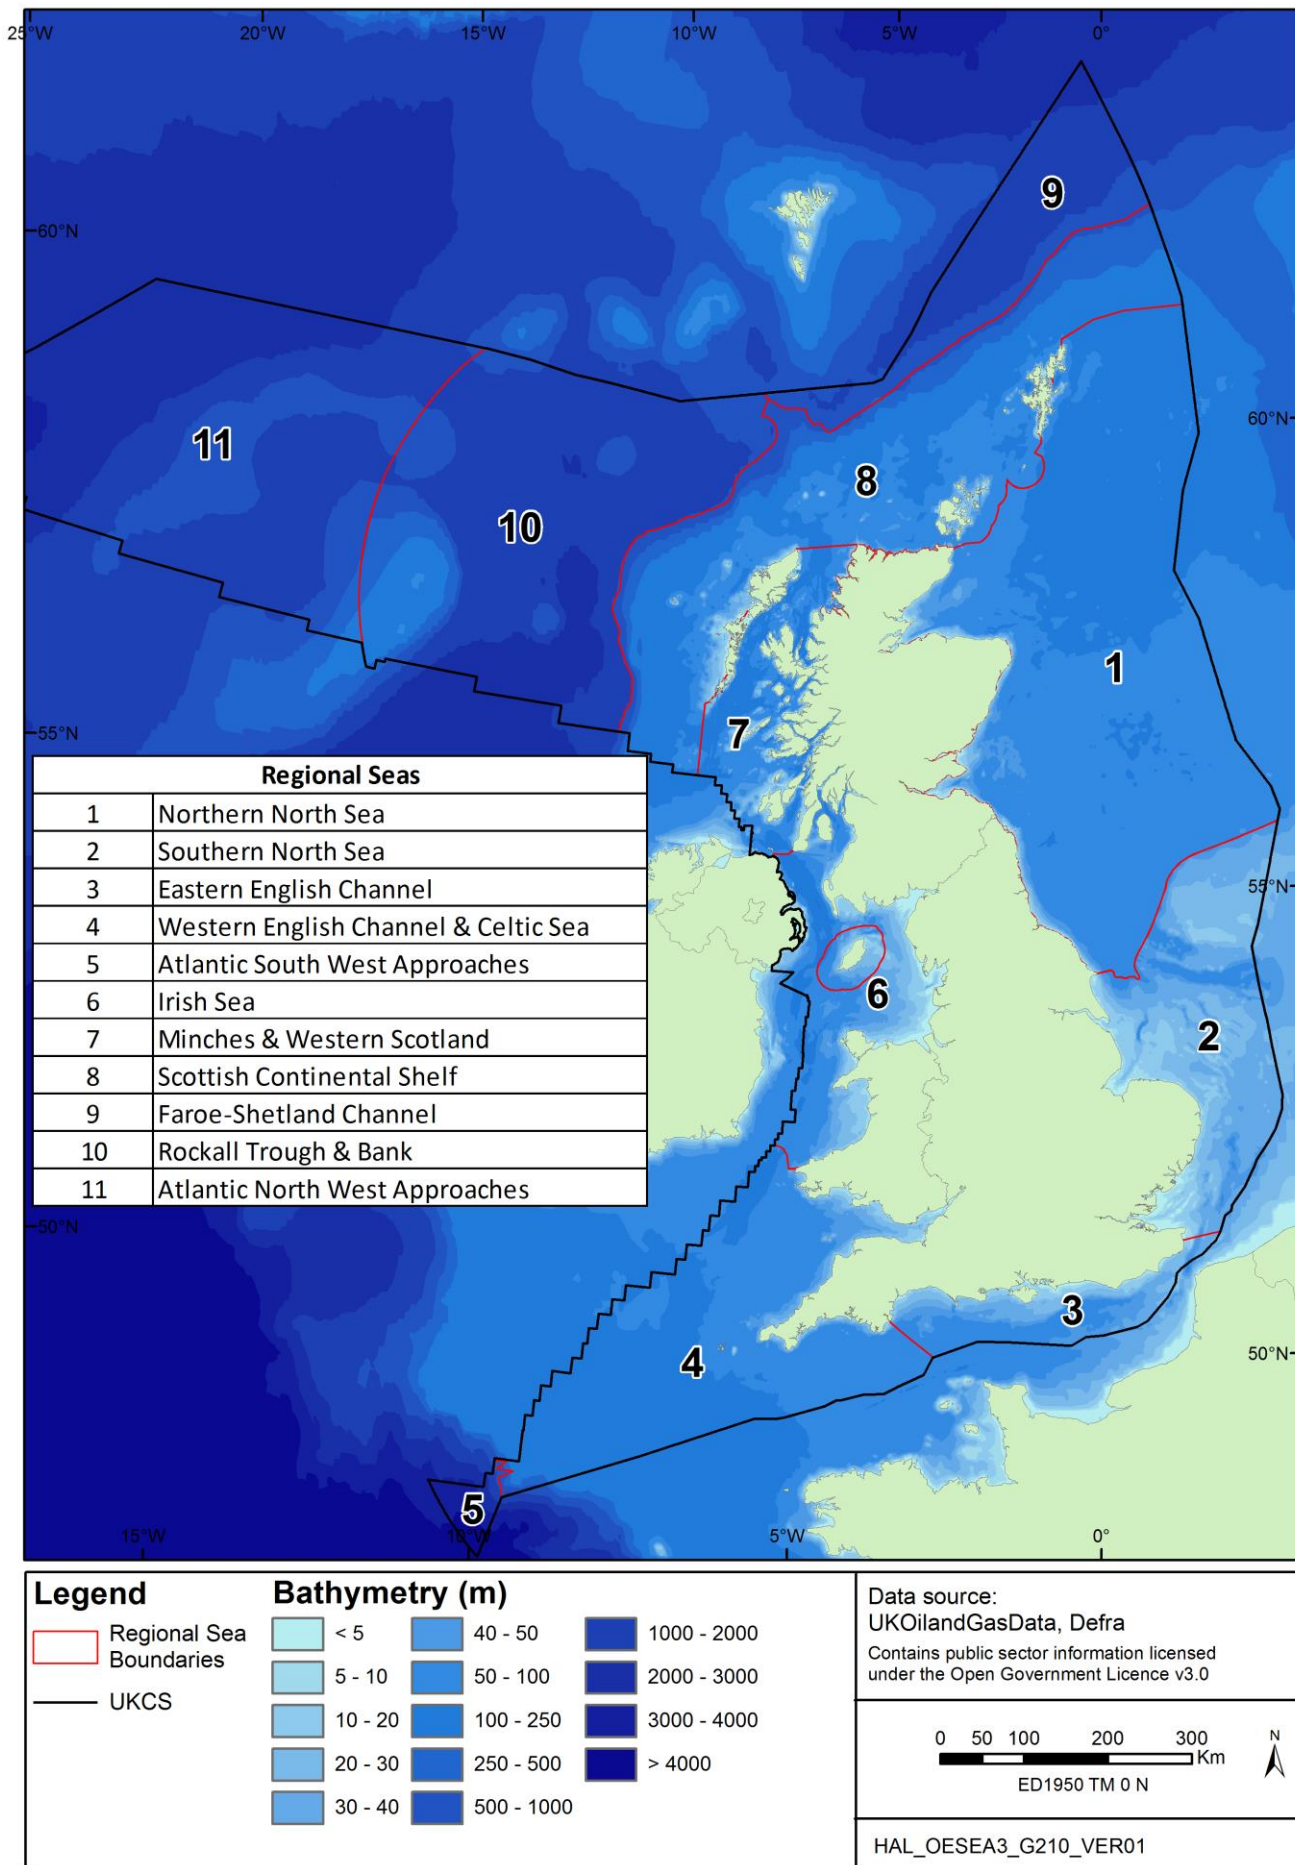 25°W 20°W 15°W 10°W 5°W 0°
9
60°N
60°N
11
8
10
1
7
55°N
Regional Seas
1 Northern North Sea
2 Southern North Sea
3 Eastern English Channel
4 Western English Channel & Celtic Sea
5 Atlantic South West Approaches
6 Irish Sea
7 Minches & Western Scotland
8 Scottish Continental Shelf
9 Faroe-Shetland Channel
10 Rockall Trough & Bank
11 Atlantic North West Approaches
55°N
6
2
50°N
3
50°N
4
5
15°W 10°W 5°W 0°
Legend
Regional Sea
Boundaries
UKCS
Bathymetry (m)
< 5
5 - 10
10 - 20
20 - 30
30 - 40
40 - 50
50 - 100
100 - 250
250 - 500
500 - 1000
1000 - 2000
2000 - 3000
3000 - 4000
> 4000
Data source:
UKOilandGasData, Defra
Contains public sector information licensed
under the Open Government Licence v3.0
0 50 100 200 300
Km
N
ED1950 TM 0 N
HAL_OESEA3_G210_VER01